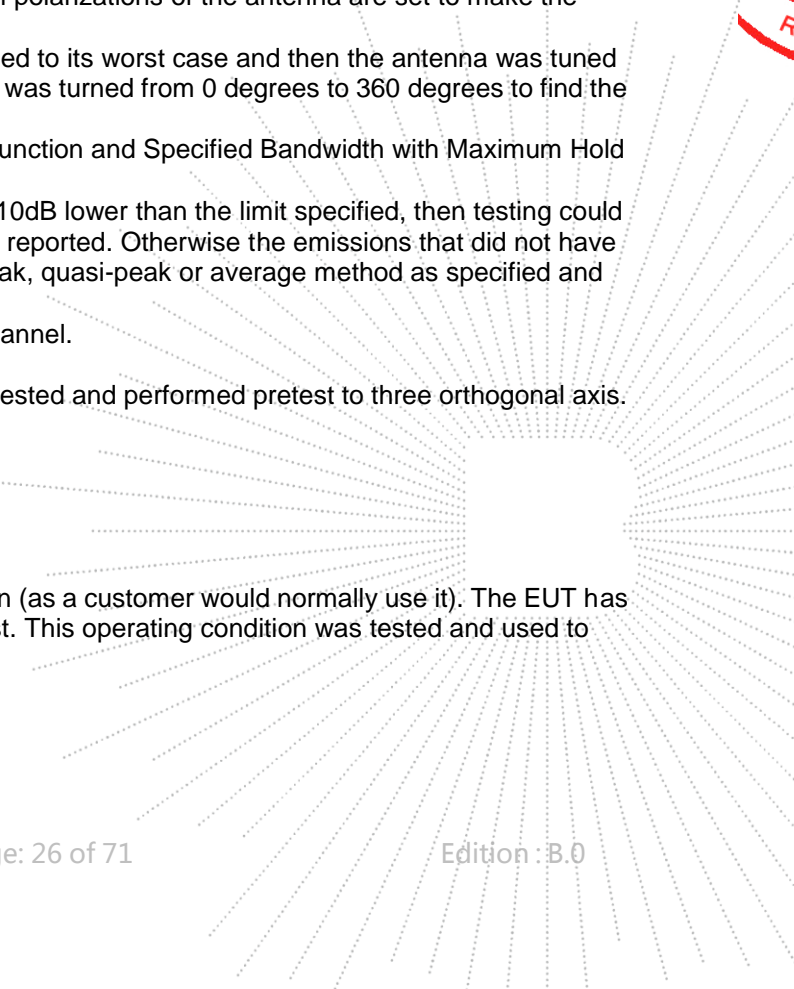 polarizations of the antenna are set to make the
ed to its worst case and then the antenna was tuned
was turned from 0 degrees to 360 degrees to find the
unction and Specified Bandwidth with Maximum Hold
10dB lower than the limit specified, then testing could
reported. Otherwise the emissions that did not have
ak, quasi-peak or average method as specified and
annel.
ested and performed pretest to three orthogonal axis.
n (as a customer would normally use it). The EUT has
st. This operating condition was tested and used to
e: 26 of 71 Edition : B.0